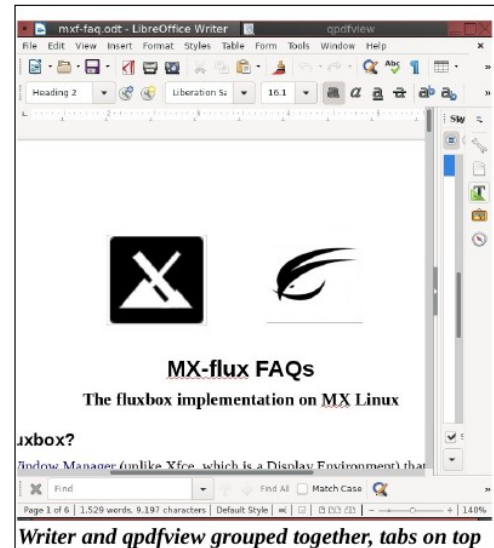 mxf-faq.odt - LibreOffice Writer qpdfview
File Edit View Insert Format Styles Table Form Tools Window Help
Heading 2 Liberation Sa 16.1
MX-flux FAQs
The fluxbox implementation on MX Linux
uxbox?
Window Manager (unlike Xfce, which is a Display Environment) that
Find Find All Match Case
Page 1 of 6 1,529 words, 9,197 characters Default Style 140%
Writer and qpdfview grouped together, tabs on top